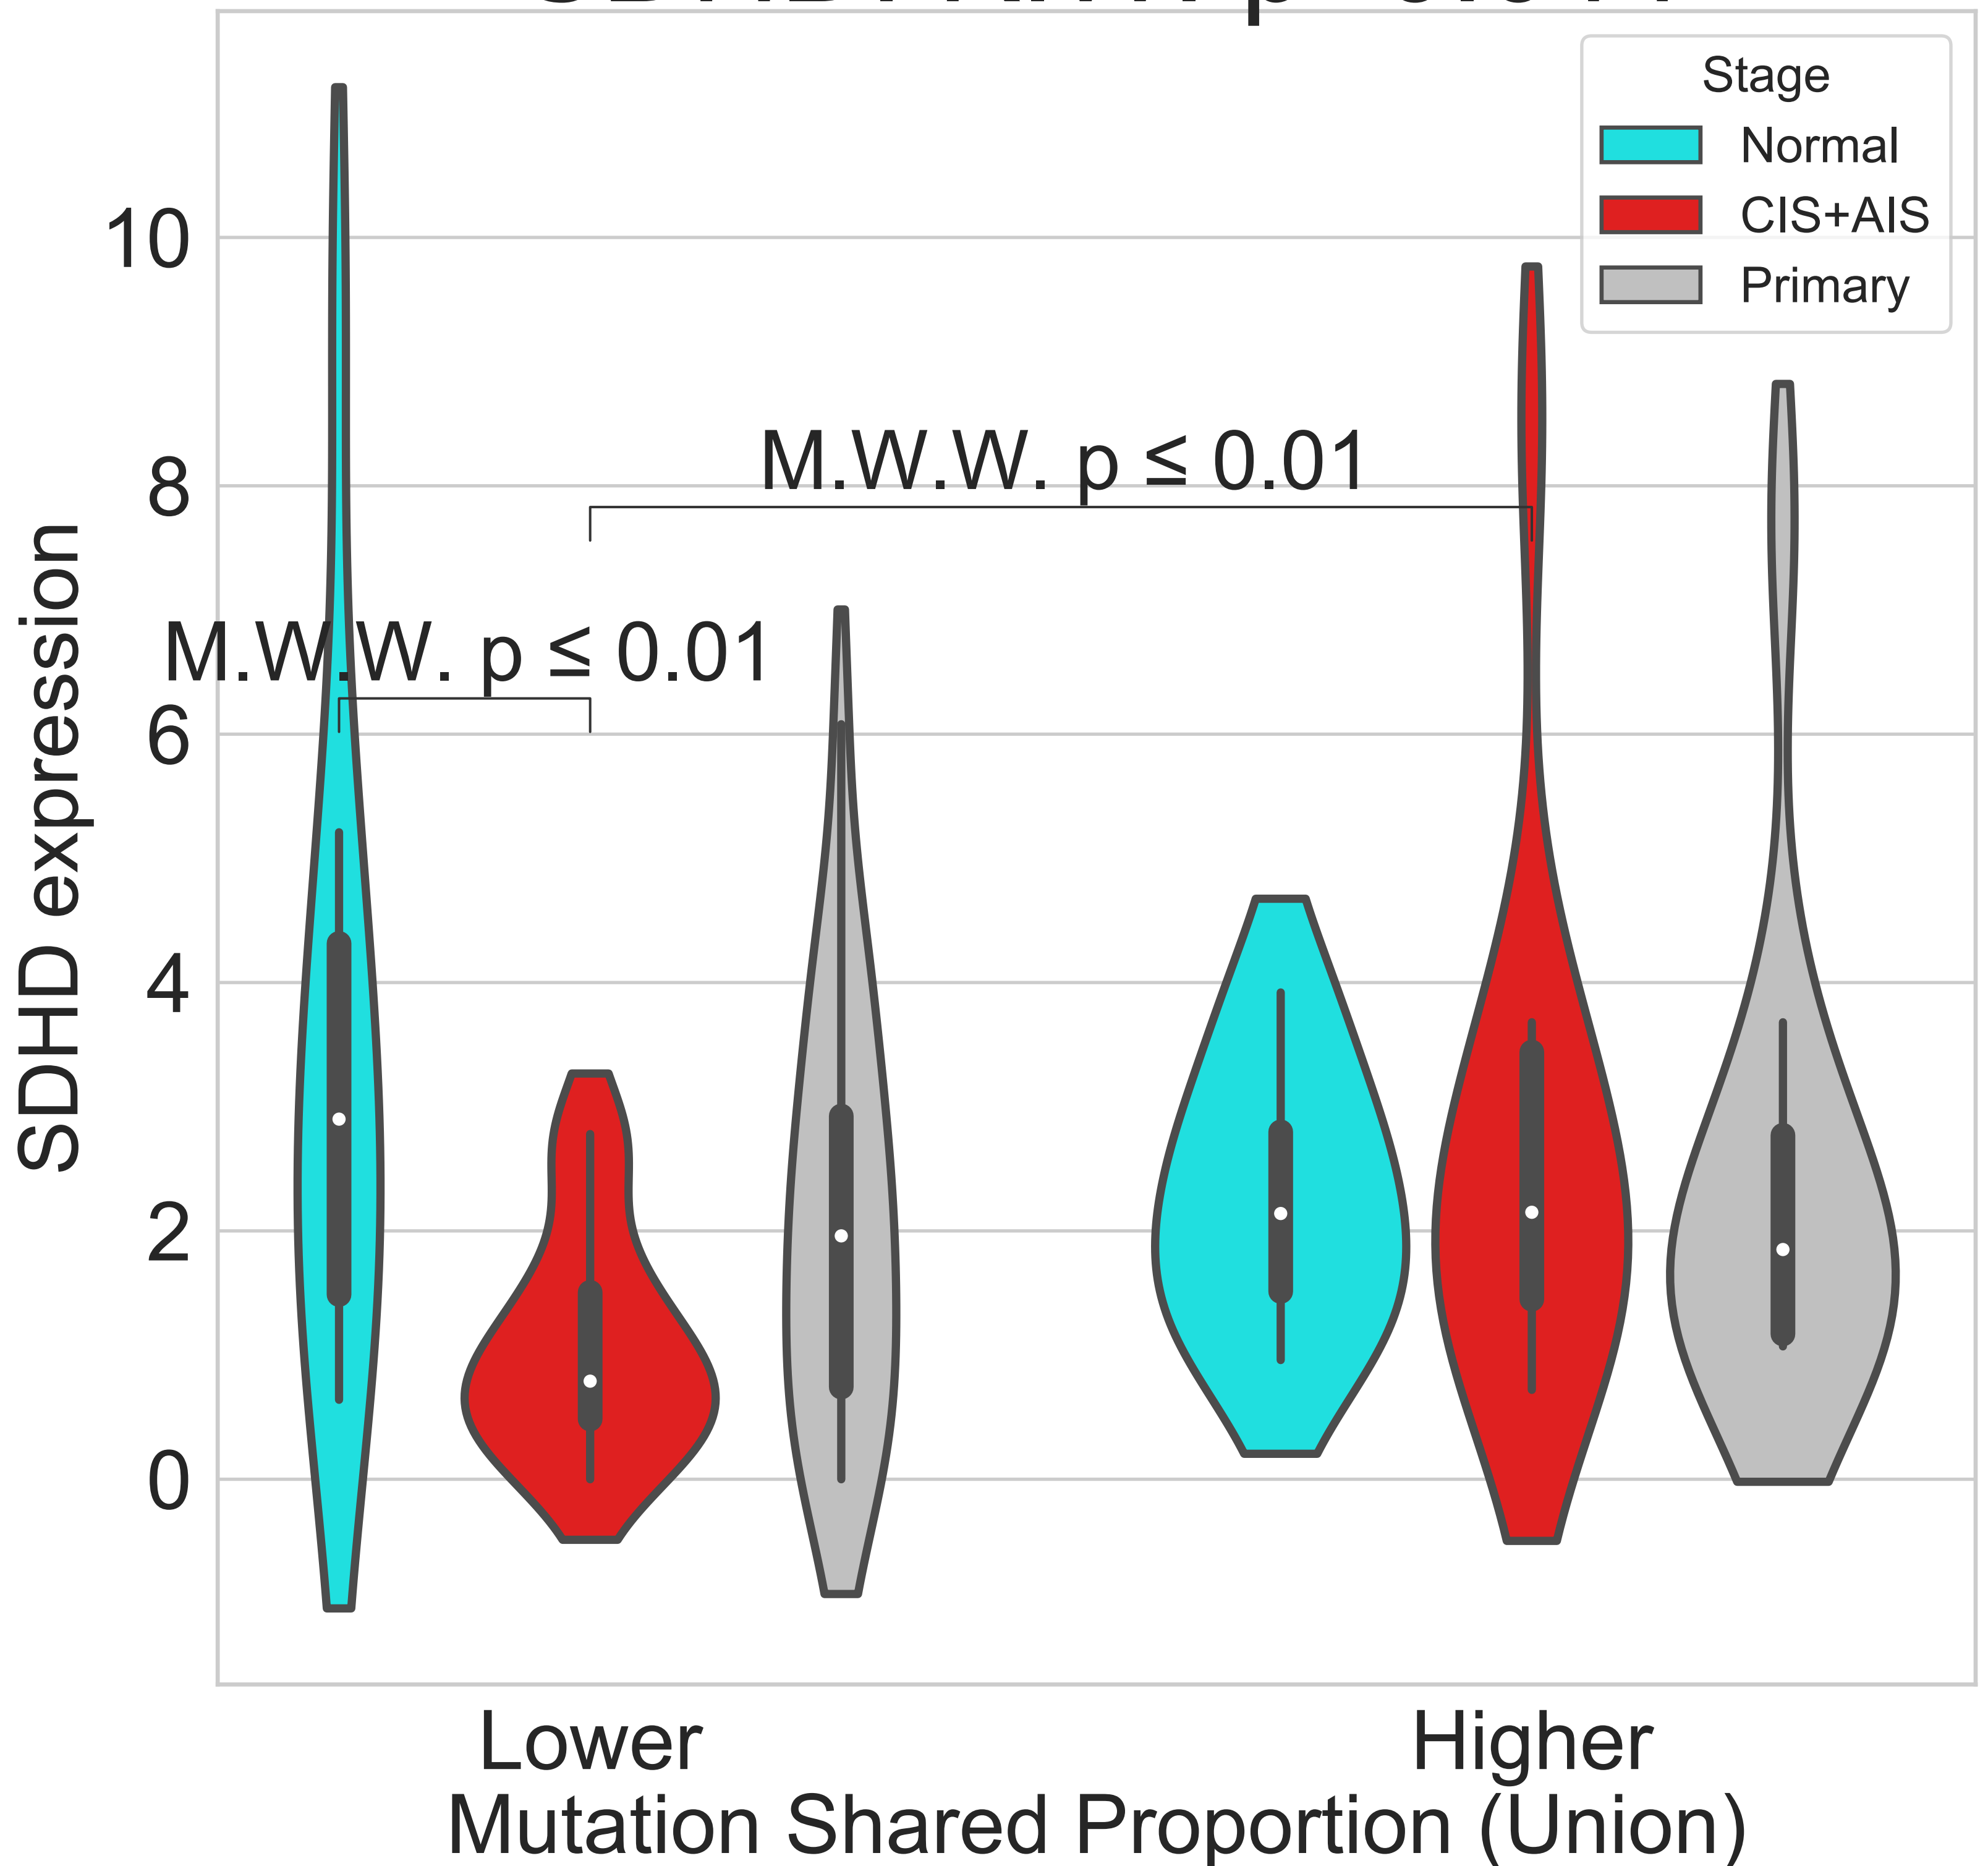 Stage
Normal
CIS+AIS
Primary
10
8
6
4
2
0
SDHD expression
M.W.W. p ≤ 0.01
M.W.W. p ≤ 0.01
Lower
Higher
Mutation Shared Proportion (Union)